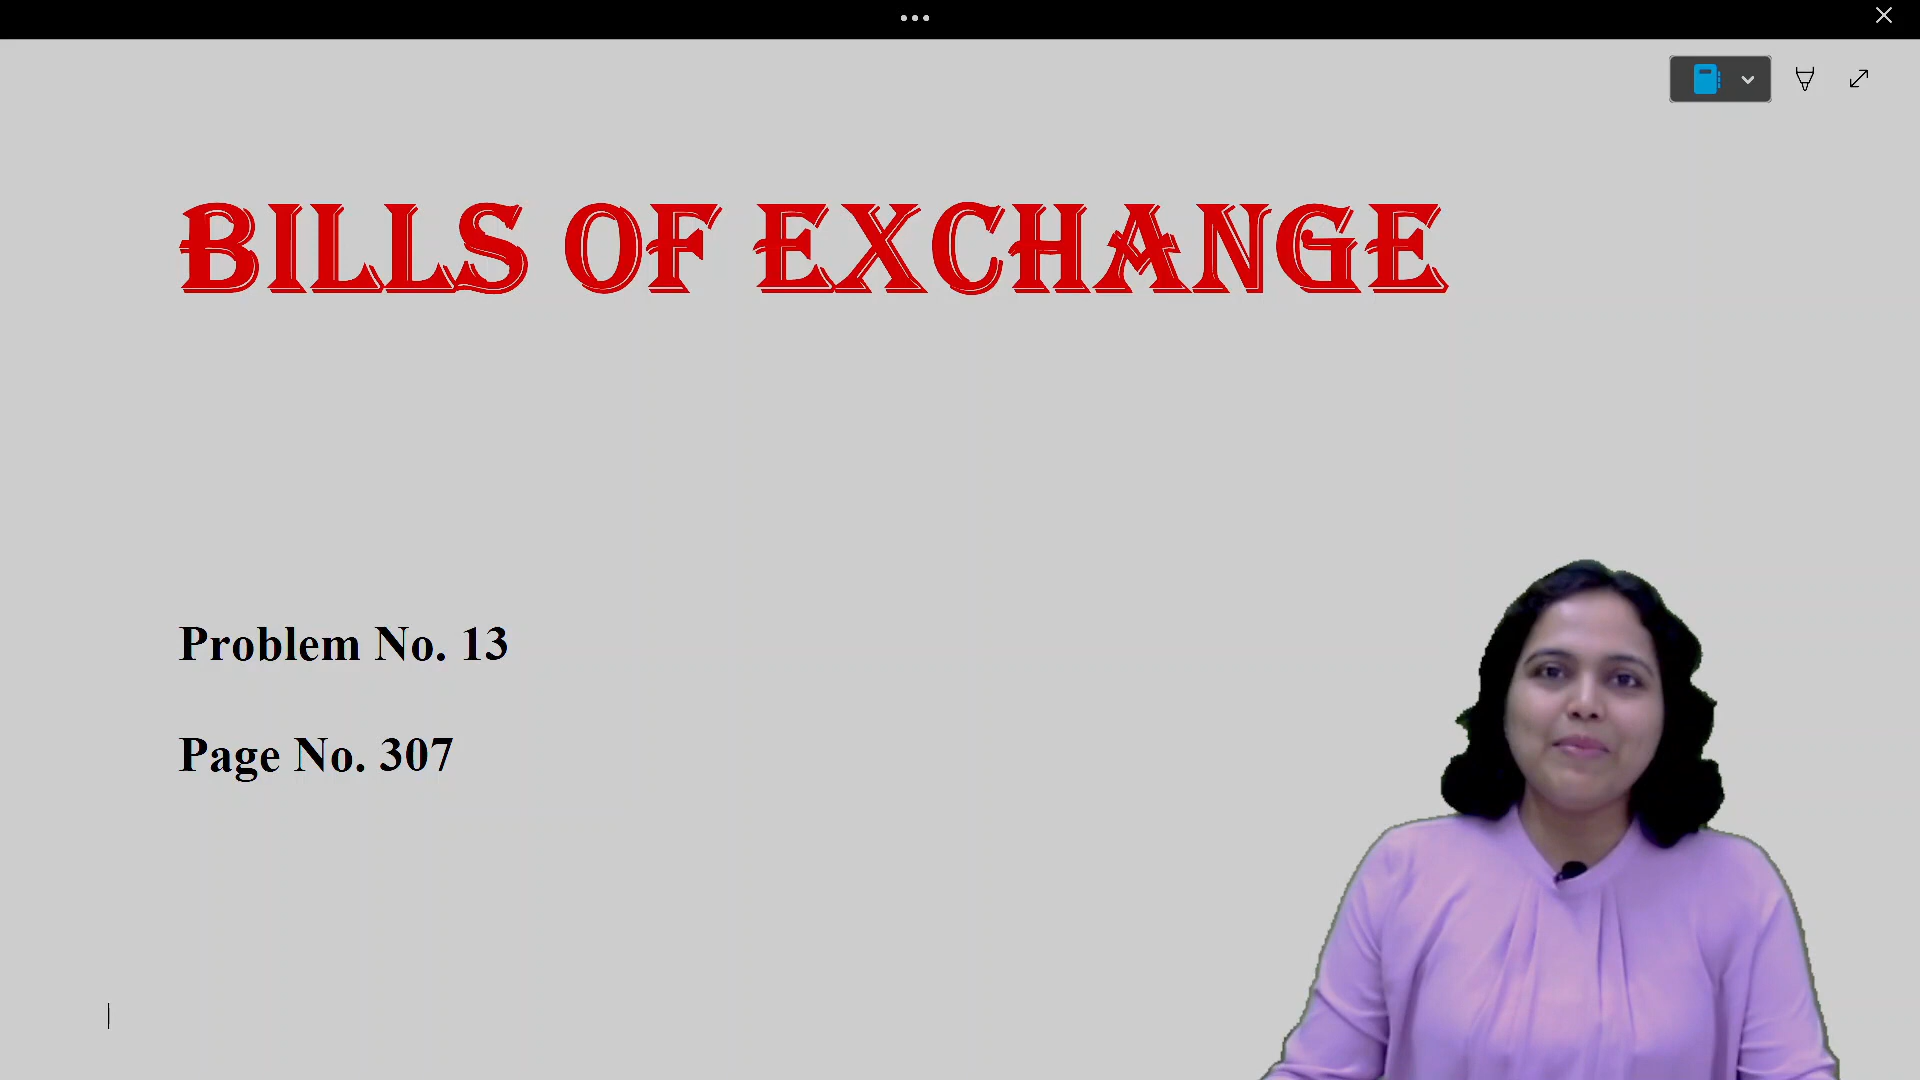 BILLS OF EXCHANGE
Problem No. 13
Page No. 307